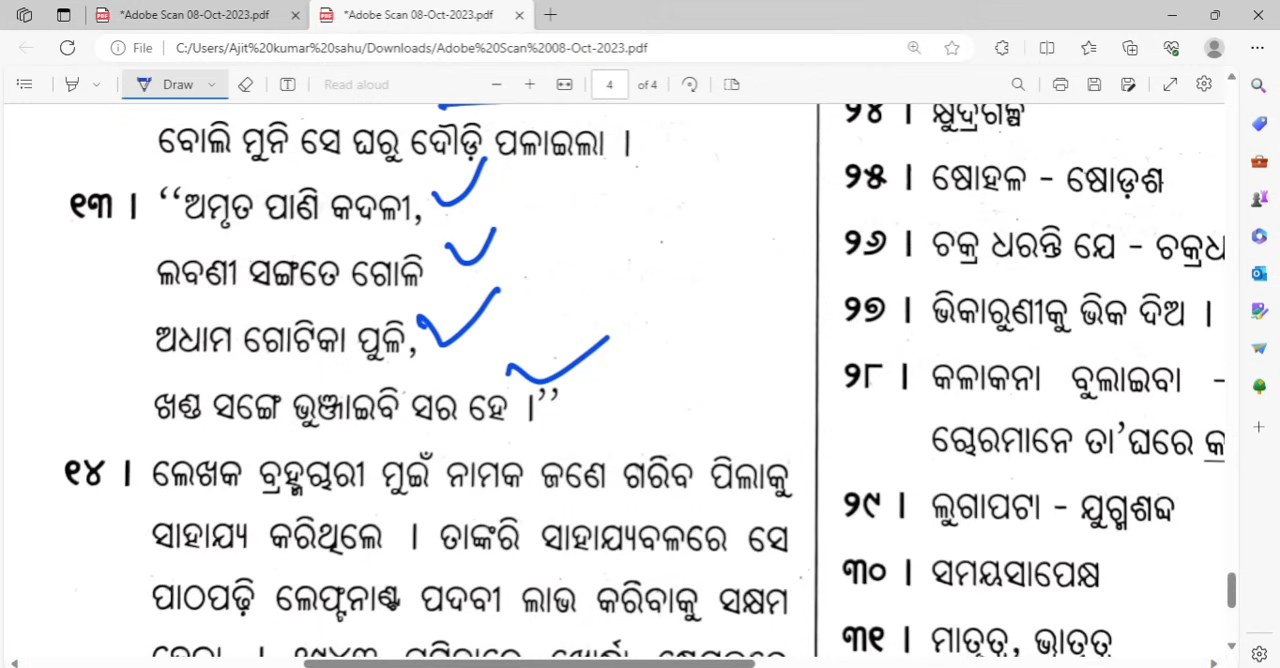 *Adobe Scan 08-Oct-2023.pdf
*Adobe Scan 08-Oct-2023.pdf
File
C:/Users/Ajit%20kumar%20sahu/Downloads/Adobe%20Scan%2008-Oct-2023.pdf
Draw
Read aloud
4
of 4
ବୋଲି ମୁନି ସେ ଘରୁ ଦୌଡ଼ି ପଳାଇଲା ।
୧୩ । “ଅମୃତ ପାଣି କଦଳୀ,
ଲବଣୀ ସଙ୍ଗତେ ଗୋଳି
ଅଧାମ ଗୋଟିକା ପୁଳି,
ଖଣ୍ଡ ସଙ୍ଗେ ଭୁଞ୍ଜାଇବି ସର ହେ ।”
୧୪ । ଲେଖକ ବ୍ରହ୍ମଚାରୀ ମୁଇଁ ନାମକ ଜଣେ ଗରିବ ପିଲାକୁ
ସାହାଯ୍ୟ କରିଥିଲେ । ତାଙ୍କରି ସାହାଯ୍ୟବଳରେ ସେ
ପାଠପଢ଼ି ଲେଫ୍ଟନାଣ୍ଟ ପଦବୀ ଲାଭ କରିବାକୁ ସକ୍ଷମ
୨୪ । କ୍ଷୁଦ୍ରଗଳ୍ପ
୨୫ । ଷୋହଳ - ଷୋଡ଼ଶ
୨୬ । ଚକ୍ର ଧରନ୍ତି ଯେ - ଚକ୍ରଧ
୨୭ । ଭିକାରୁଣୀକୁ ଭିକ ଦିଅ ।
୨୮ । କଳାକନା ବୁଲାଇବା -
ଚୋରମାନେ ତା’ଘରେ କ
୨୯ । ଲୁଗାପଟା - ଯୁଗ୍ମଶବ୍ଦ
୩୦ । ସମୟସାପେକ୍ଷ
୩୧ । ମାତୃତ୍ୱ, ଭ୍ରାତୃତ୍ୱ